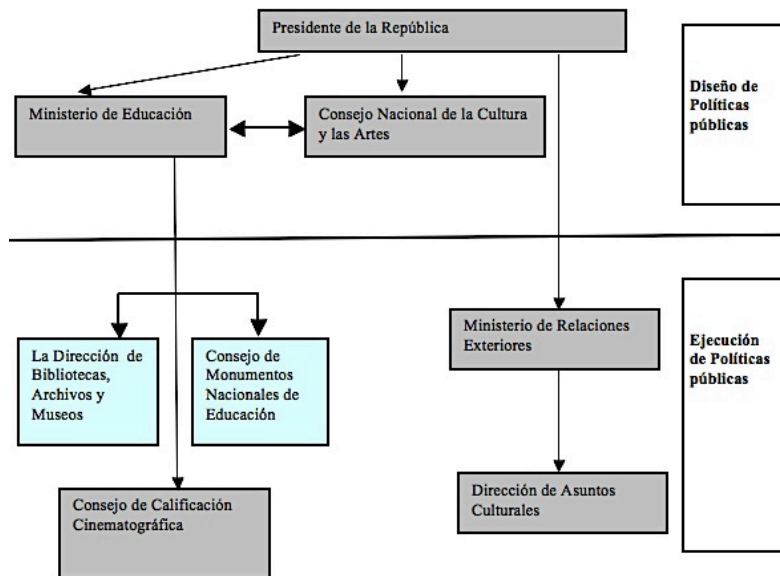 Presidente de la República
Ministerio de Educación
Consejo Nacional de la Cultura
y las Artes
Diseño de
Políticas
públicas
La Dirección de
Bibliotecas,
Archivos y
Museos
Consejo de
Monumentos
Nacionales de
Educación
Ministerio de Relaciones
Exteriores
Ejecución
de Políticas
públicas
Consejo de Calificación
Cinematográfica
Dirección de Asuntos
Culturales